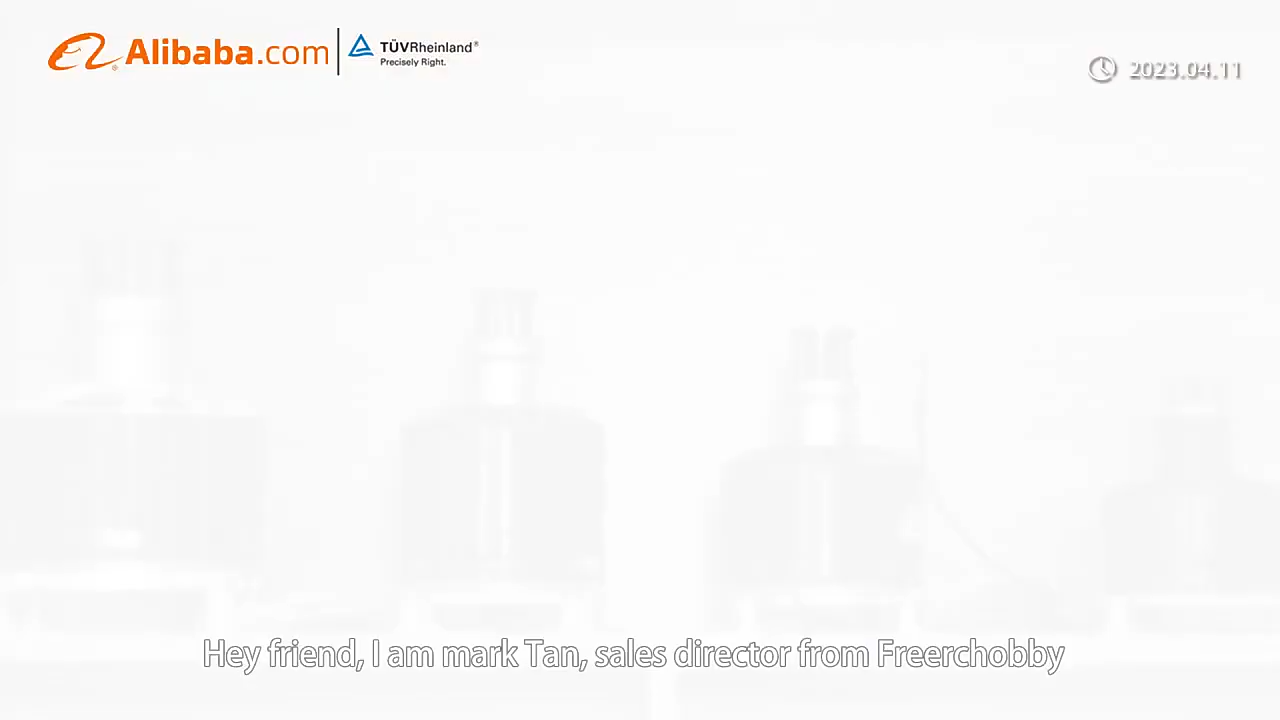 Alibaba.com
TÜVRheinland®
Precisely Right.
2023.04.11
Hey friend, I am mark Tan, sales director from Freerchobby